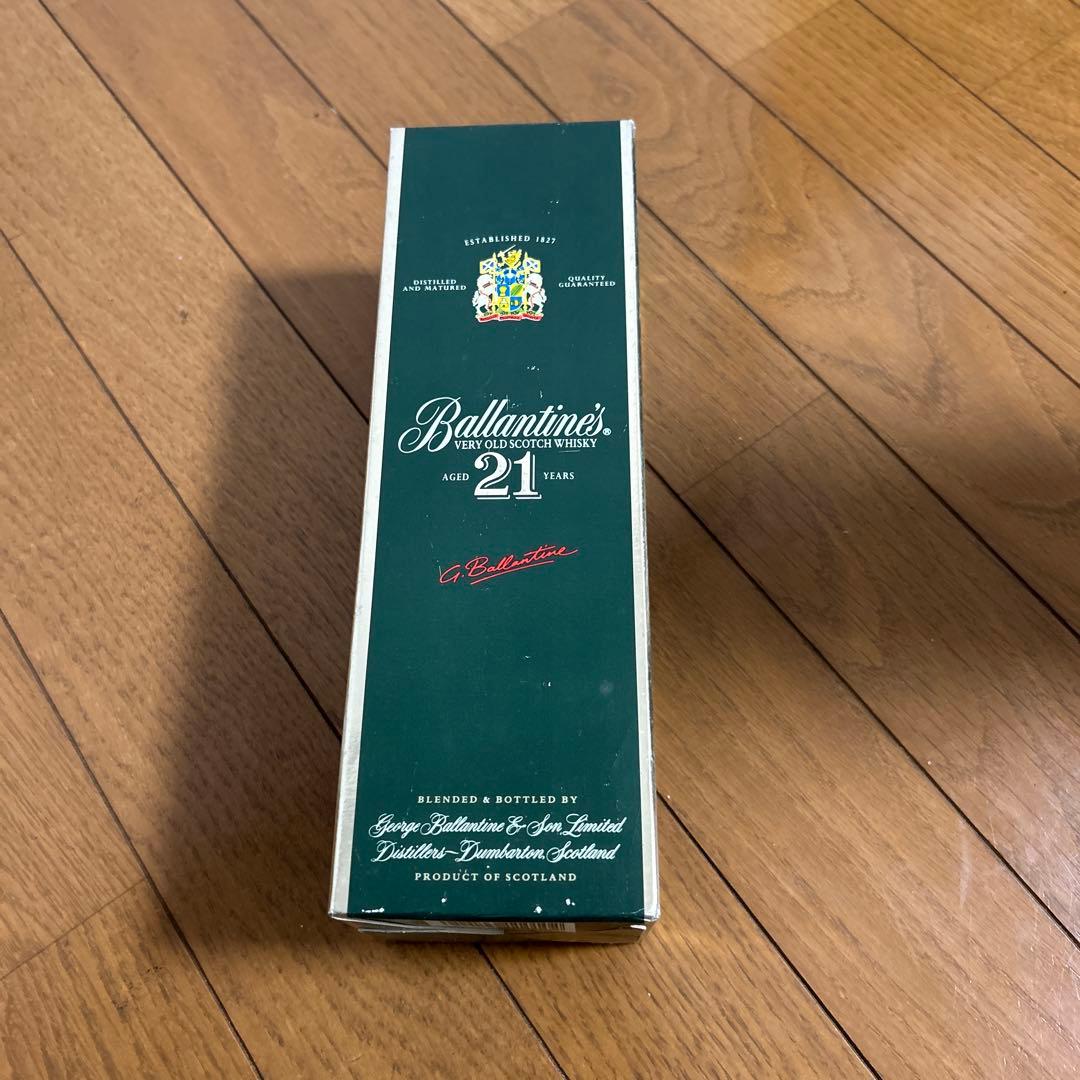 ESTABLISHED 1827
DISTILLED
AND MATURED
QUALITY
GUARANTEED
Ballantine's®
VERY OLD SCOTCH WHISKY
AGED 21 YEARS
G. Ballantine
BLENDED & BOTTLED BY
George Ballantine & Son Limited
Distillers—Dumbarton, Scotland
PRODUCT OF SCOTLAND